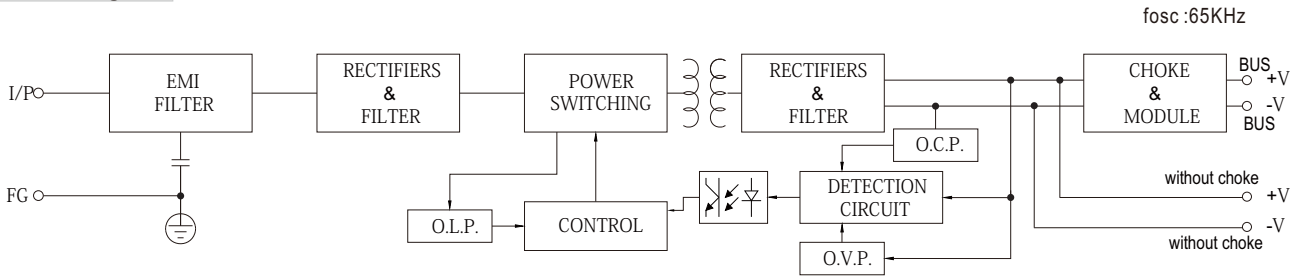 fosc :65KHz
I/P
EMI
FILTER
RECTIFIERS
&
FILTER
POWER
SWITCHING
RECTIFIERS
&
FILTER
CHOKE
&
MODULE
BUS
+V
-V
BUS
O.C.P.
FG
O.L.P.
CONTROL
DETECTION
CIRCUIT
O.V.P.
without choke
+V
-V
without choke